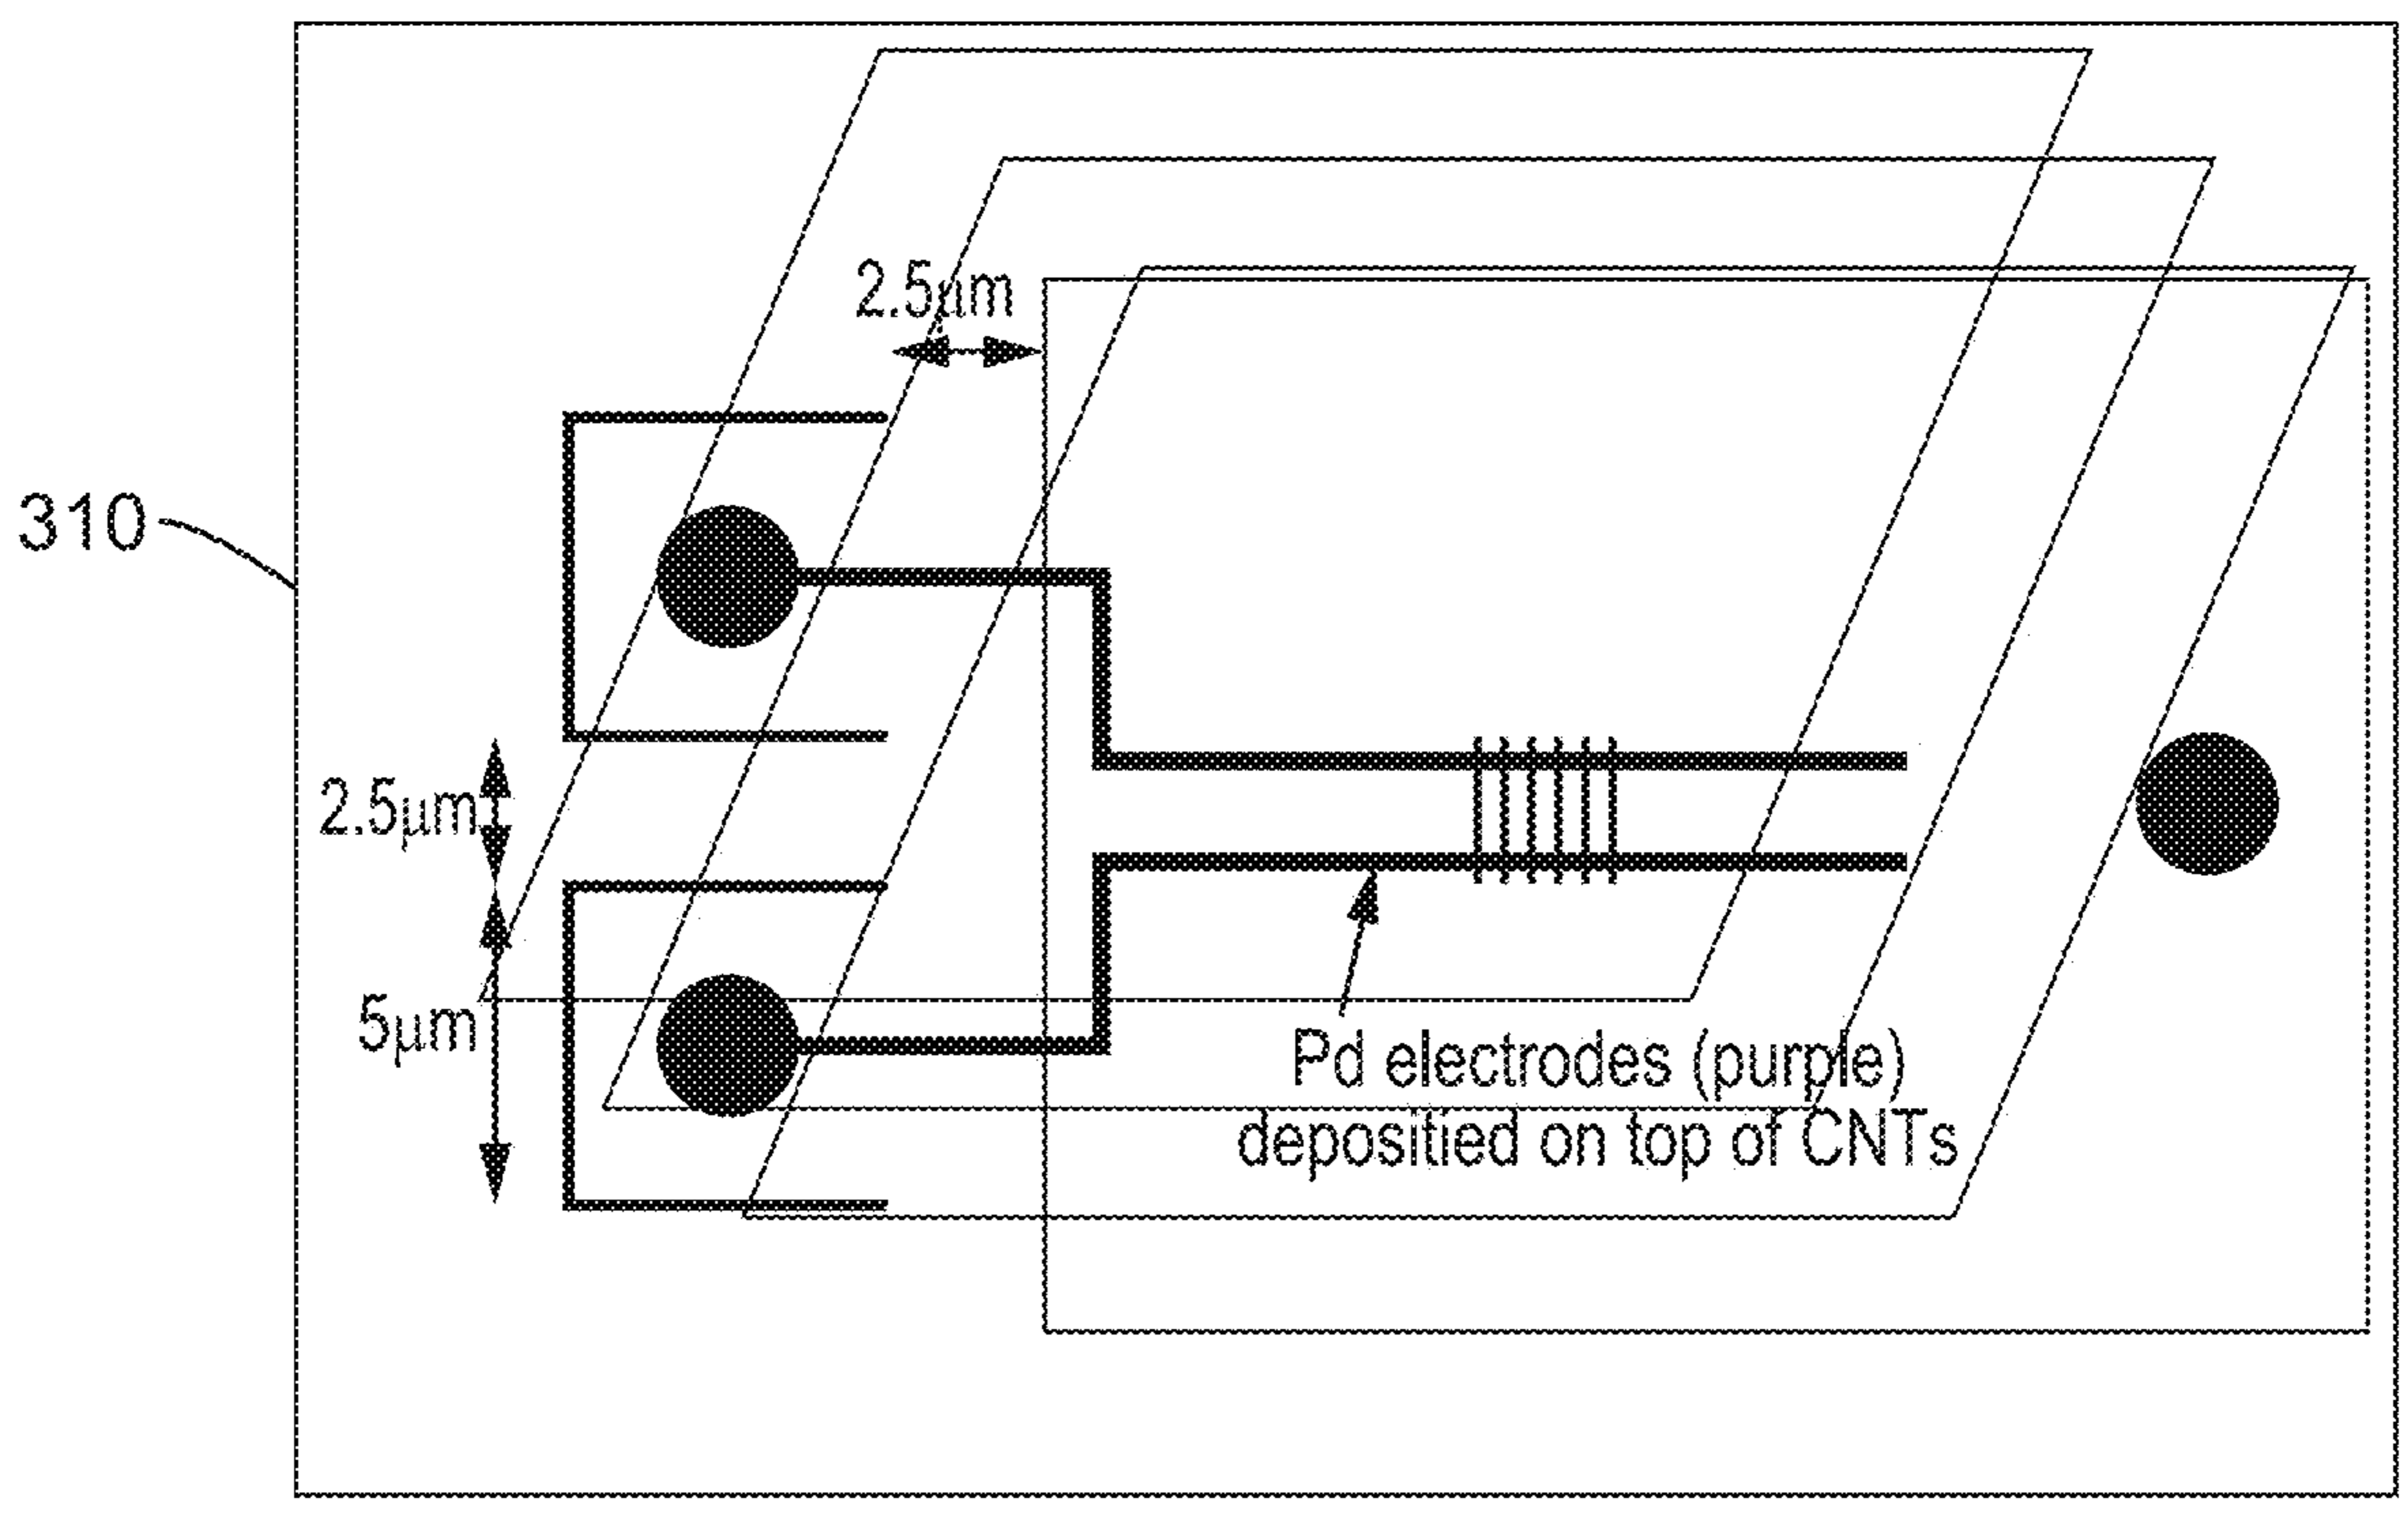 2.5μm
310
2.5μm
5μm
Pd electrodes (purple)
depositied on top of CNTs